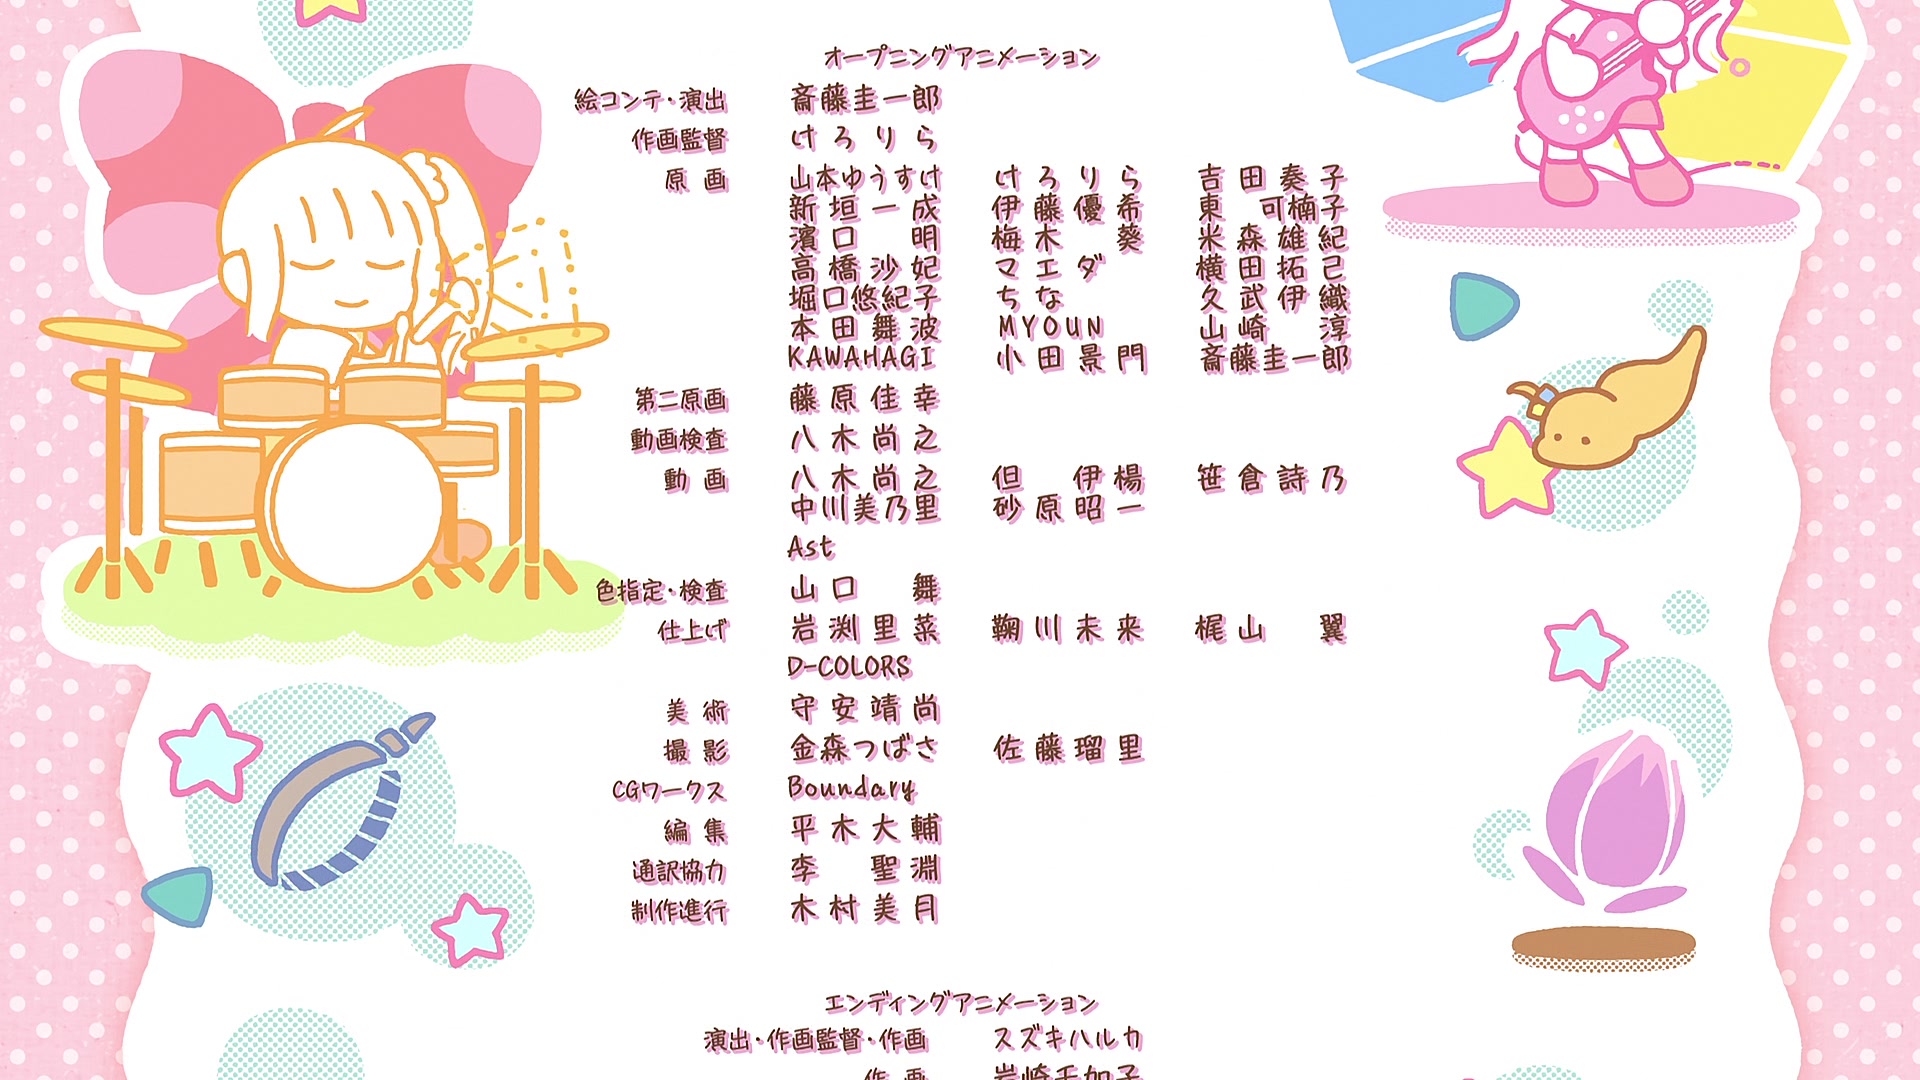 オープニングアニメーション
絵コンテ・演出 斎藤圭一郎
作画監督 けろりら
原画 山本ゆうすけ けろりら 吉田奏子
新垣一成 伊藤優希 東 可楠子
濱口 明 梅木 葵 米森雄紀
高橋沙妃 マエダ 横田拓己
堀口悠紀子 ちな 久武伊織
本田舞波 MYOUN 山崎 淳
KAWAHAGI 小田景門 斎藤圭一郎
第二原画 藤原佳幸
動画検査 八木尚之
動画 八木尚之 但 伊楊 笹倉詩乃
中川美乃里 砂原昭一
Ast
色指定・検査 山口 舞
仕上げ 岩渕里菜 鞠川未来 梶山 翼
D-COLORS
美術 守安靖尚
撮影 金森つばさ 佐藤瑠里
CGワークス Boundary
編集 平木大輔
通訳協力 李 聖淵
制作進行 木村美月
エンディングアニメーション
演出・作画監督・作画 スズキハルカ
作画 岩崎千加子